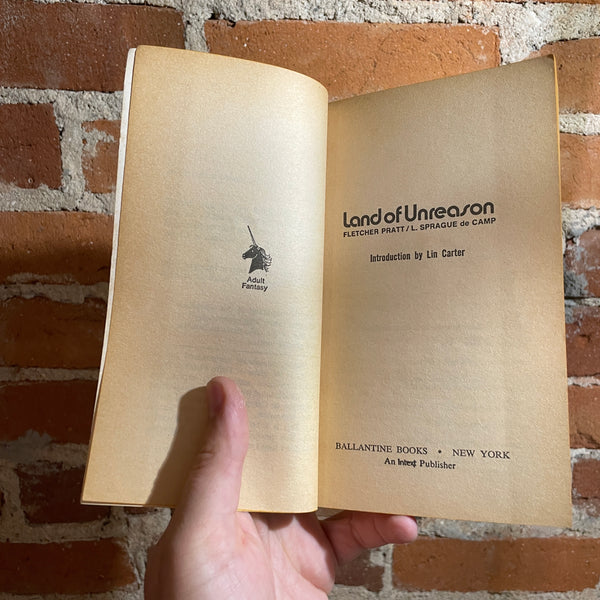 Adult
Fantasy
Land of Unreason
FLETCHER PRATT/L. SPRAGUE de CAMP
Introduction by Lin Carter
BALLANTINE BOOKS • NEW YORK
An Intext Publisher